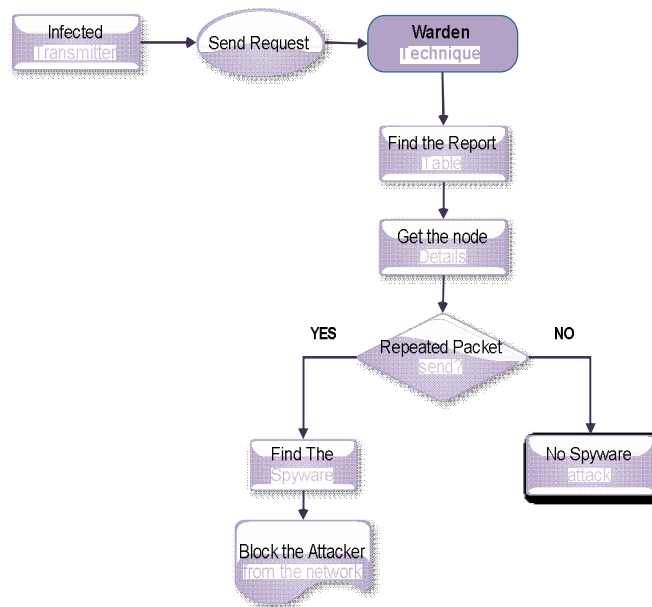 Infected
Transmitter
Send Request
Warden
Technique
Find the Report
Table
Get the node
Details
Repeated Packet
send?
YES
NO
Find The
Spyware
No Spyware
attack
Block the Attacker
from the network